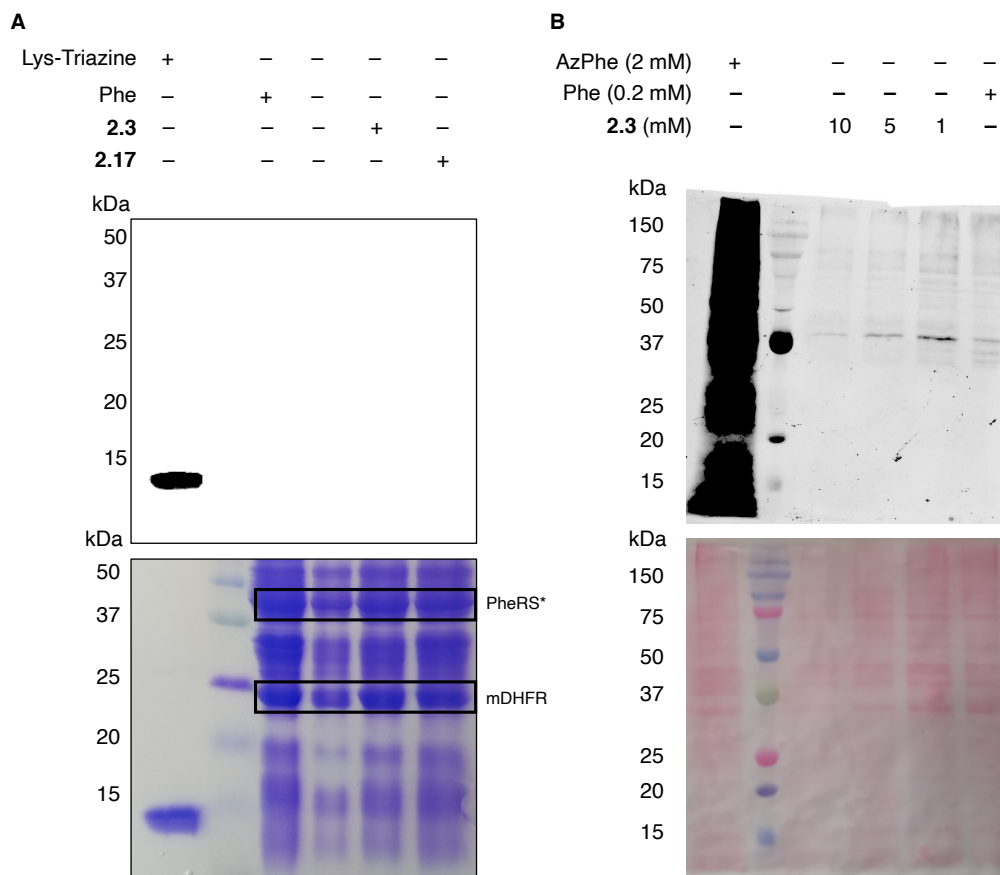 A
Lys-Triazine + – – – –
Phe – + – – –
2.3 – – – + –
2.17 – – – – +
kDa
50
37
25
20
15
kDa
50
37
25
20
15
PheRS*
mDHFR
B
AzPhe (2 mM) + – – – –
Phe (0.2 mM) – – – – +
2.3 (mM) – 10 5 1 –
kDa
150
75
50
37
25
20
15
kDa
150
75
50
37
25
20
15